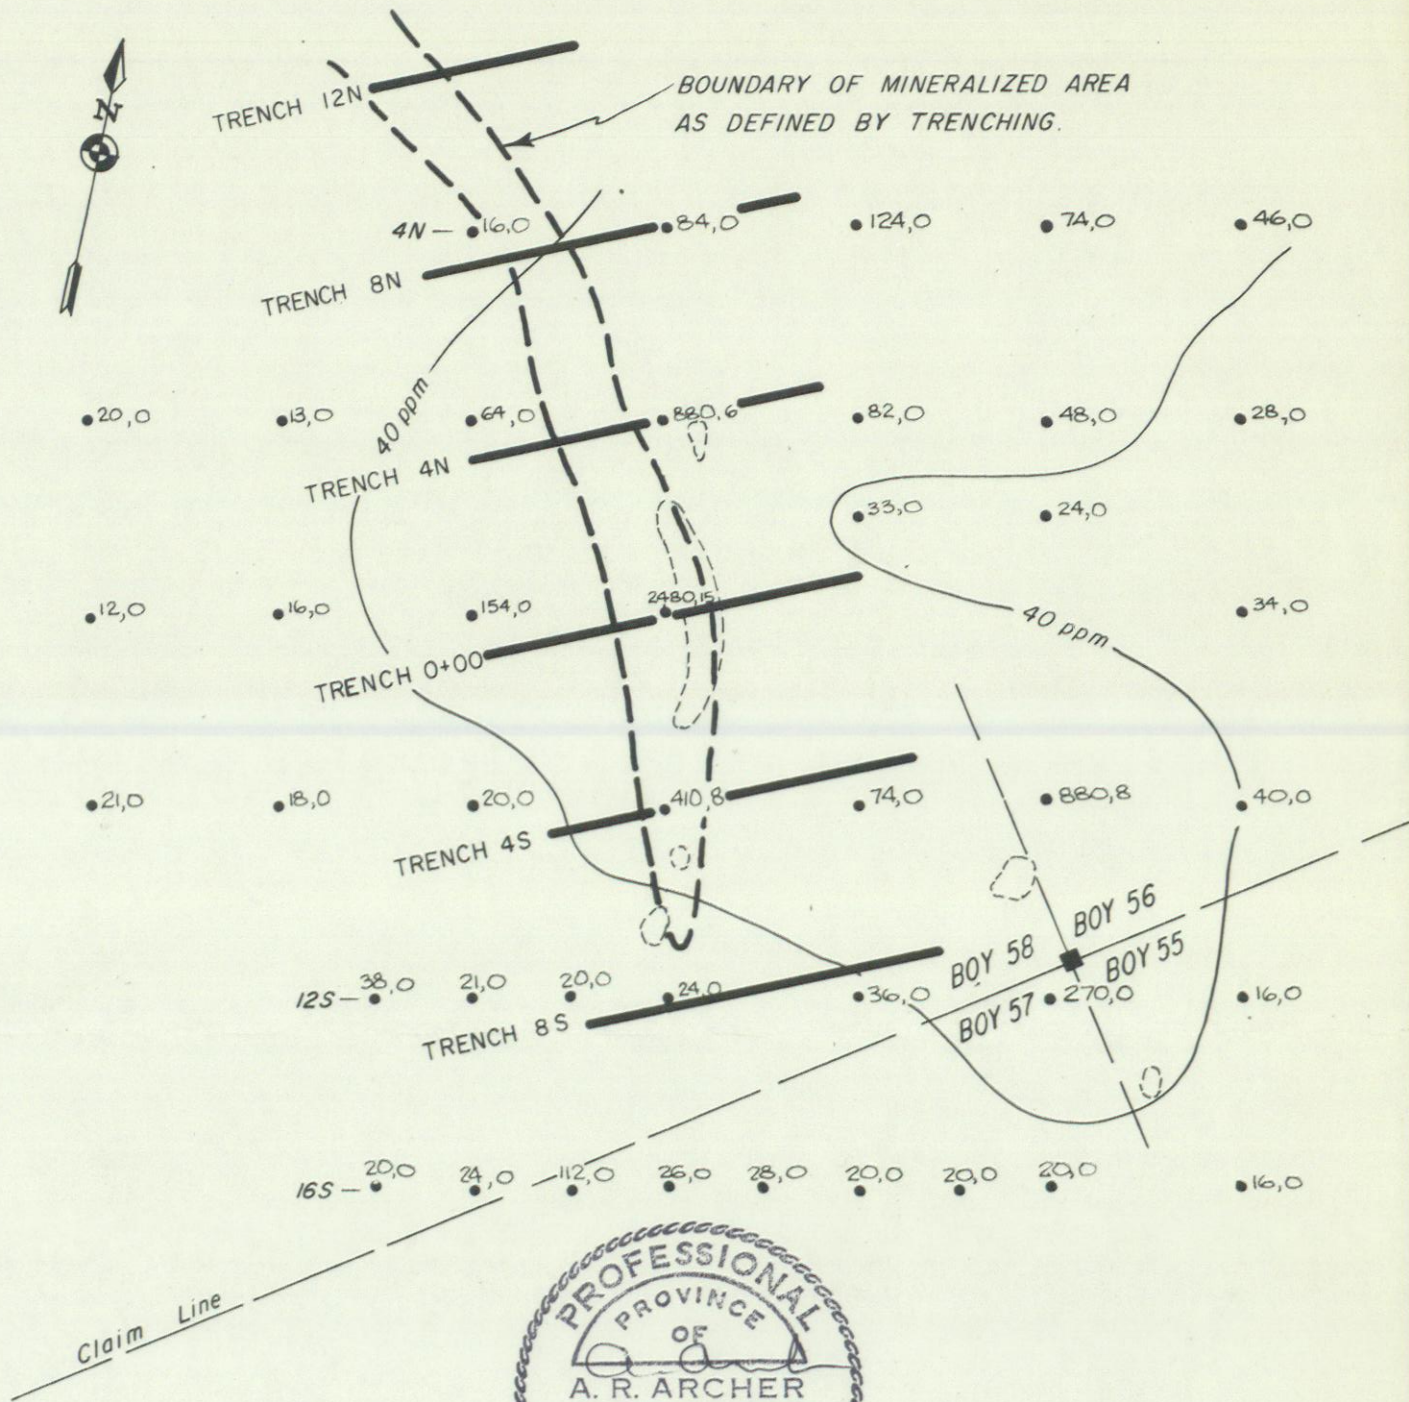 N
TRENCH 12N
BOUNDARY OF MINERALIZED AREA
AS DEFINED BY TRENCHING.
4N – 16,0 84,0 124,0 74,0 46,0
TRENCH 8N
40 ppm
20,0 13,0 64,0 880,6 82,0 48,0 28,0
TRENCH 4N
33,0 24,0
12,0 16,0 154,0 2480,15 34,0
40 ppm
TRENCH 0+00
21,0 18,0 20,0 410,8 74,0 880,8 40,0
TRENCH 4S
BOY 58 BOY 56
BOY 57 BOY 55
12S – 38,0 21,0 20,0 24,0 36,0 270,0 16,0
TRENCH 8S
16S – 20,0 24,0 112,0 26,0 28,0 20,0 20,0 20,0 16,0
Claim Line
PROFESSIONAL
PROVINCE
OF
A. R. ARCHER